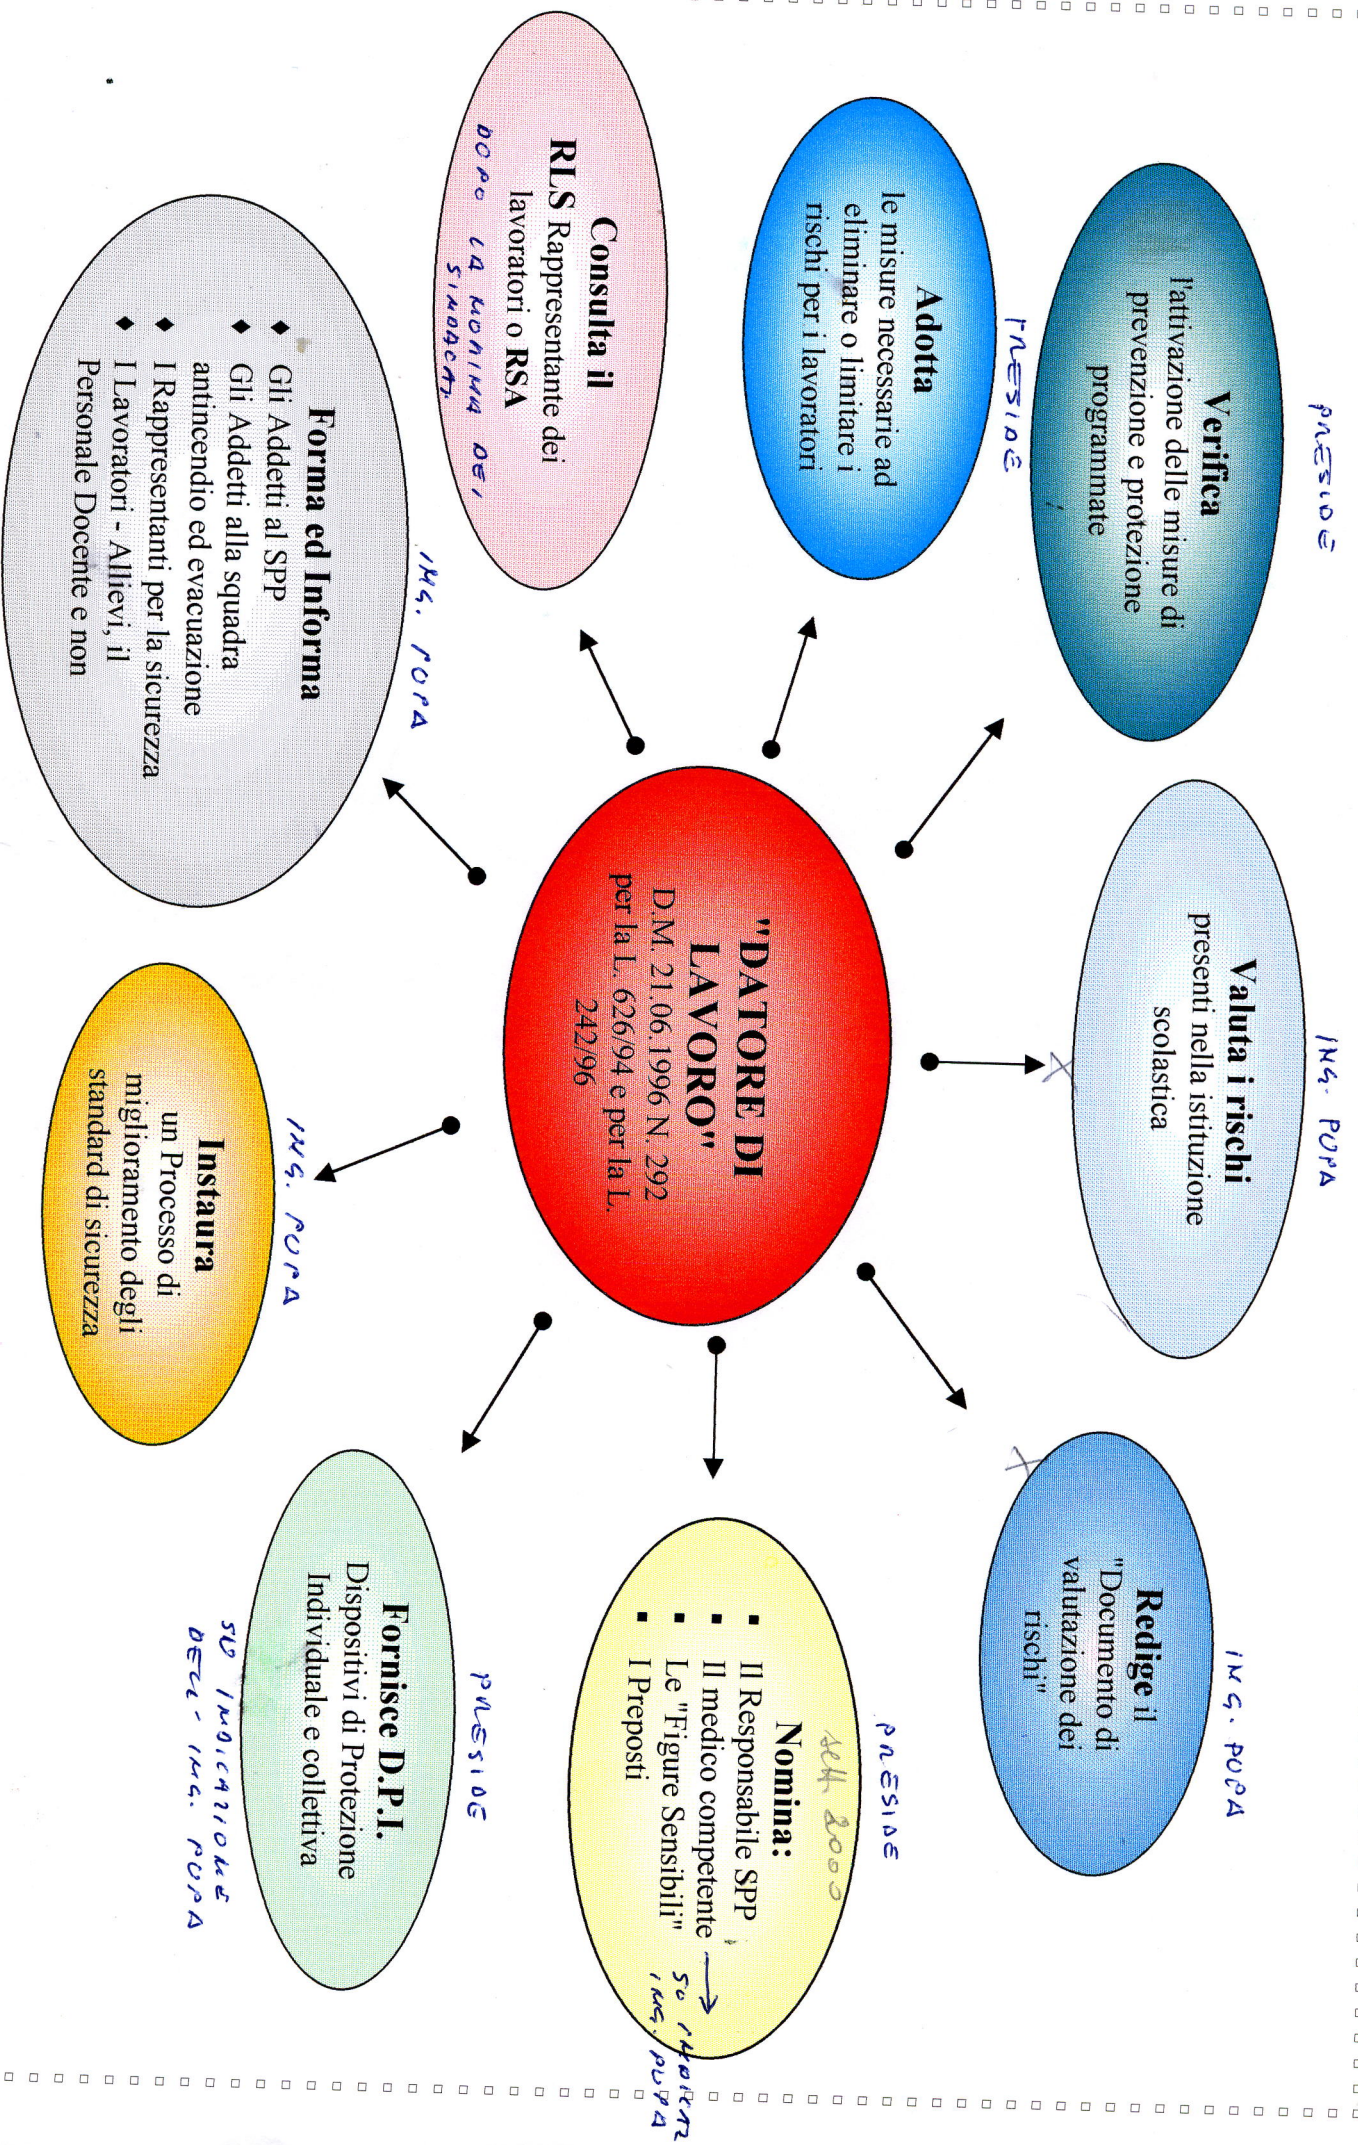 PRESIDE
Verifica
l'attivazione delle misure di
prevenzione e protezione
programmate
ING. PUPA
Valuta i rischi
presenti nella istituzione
scolastica
ING. PUPA
Redige il
"Documento di
valutazione dei
rischi"
PRESIDE
Adotta
le misure necessarie ad
eliminare o limitare i
rischi per i lavoratori
"DATORE DI
LAVORO"
D.M. 21.06.1996 N. 292
per la L. 626/94 e per la L.
242/96
PRESIDE
sett 2000
Nomina:
▪ Il Responsabile SPP
▪ Il medico competente → SU INDICAZ
▪ Le "Figure Sensibili" ING. PUPA
▪ I Preposti
Consulta il
RLS Rappresentante dei
lavoratori o RSA
DOPO LA NOMINA DEI
SINDACATI
ING. PUPA
Forma ed Informa
♦ Gli Addetti al SPP
♦ Gli Addetti alla squadra
antincendio ed evacuazione
♦ I Rappresentanti per la sicurezza
♦ I Lavoratori - Allievi, il
Personale Docente e non
ING. PUPA
Instaura
un Processo di
miglioramento degli
standard di sicurezza
PRESIDE
Fornisce D.P.I.
Dispositivi di Protezione
Individuale e collettiva
SU INDICAZIONE
DELL'ING. PUPA